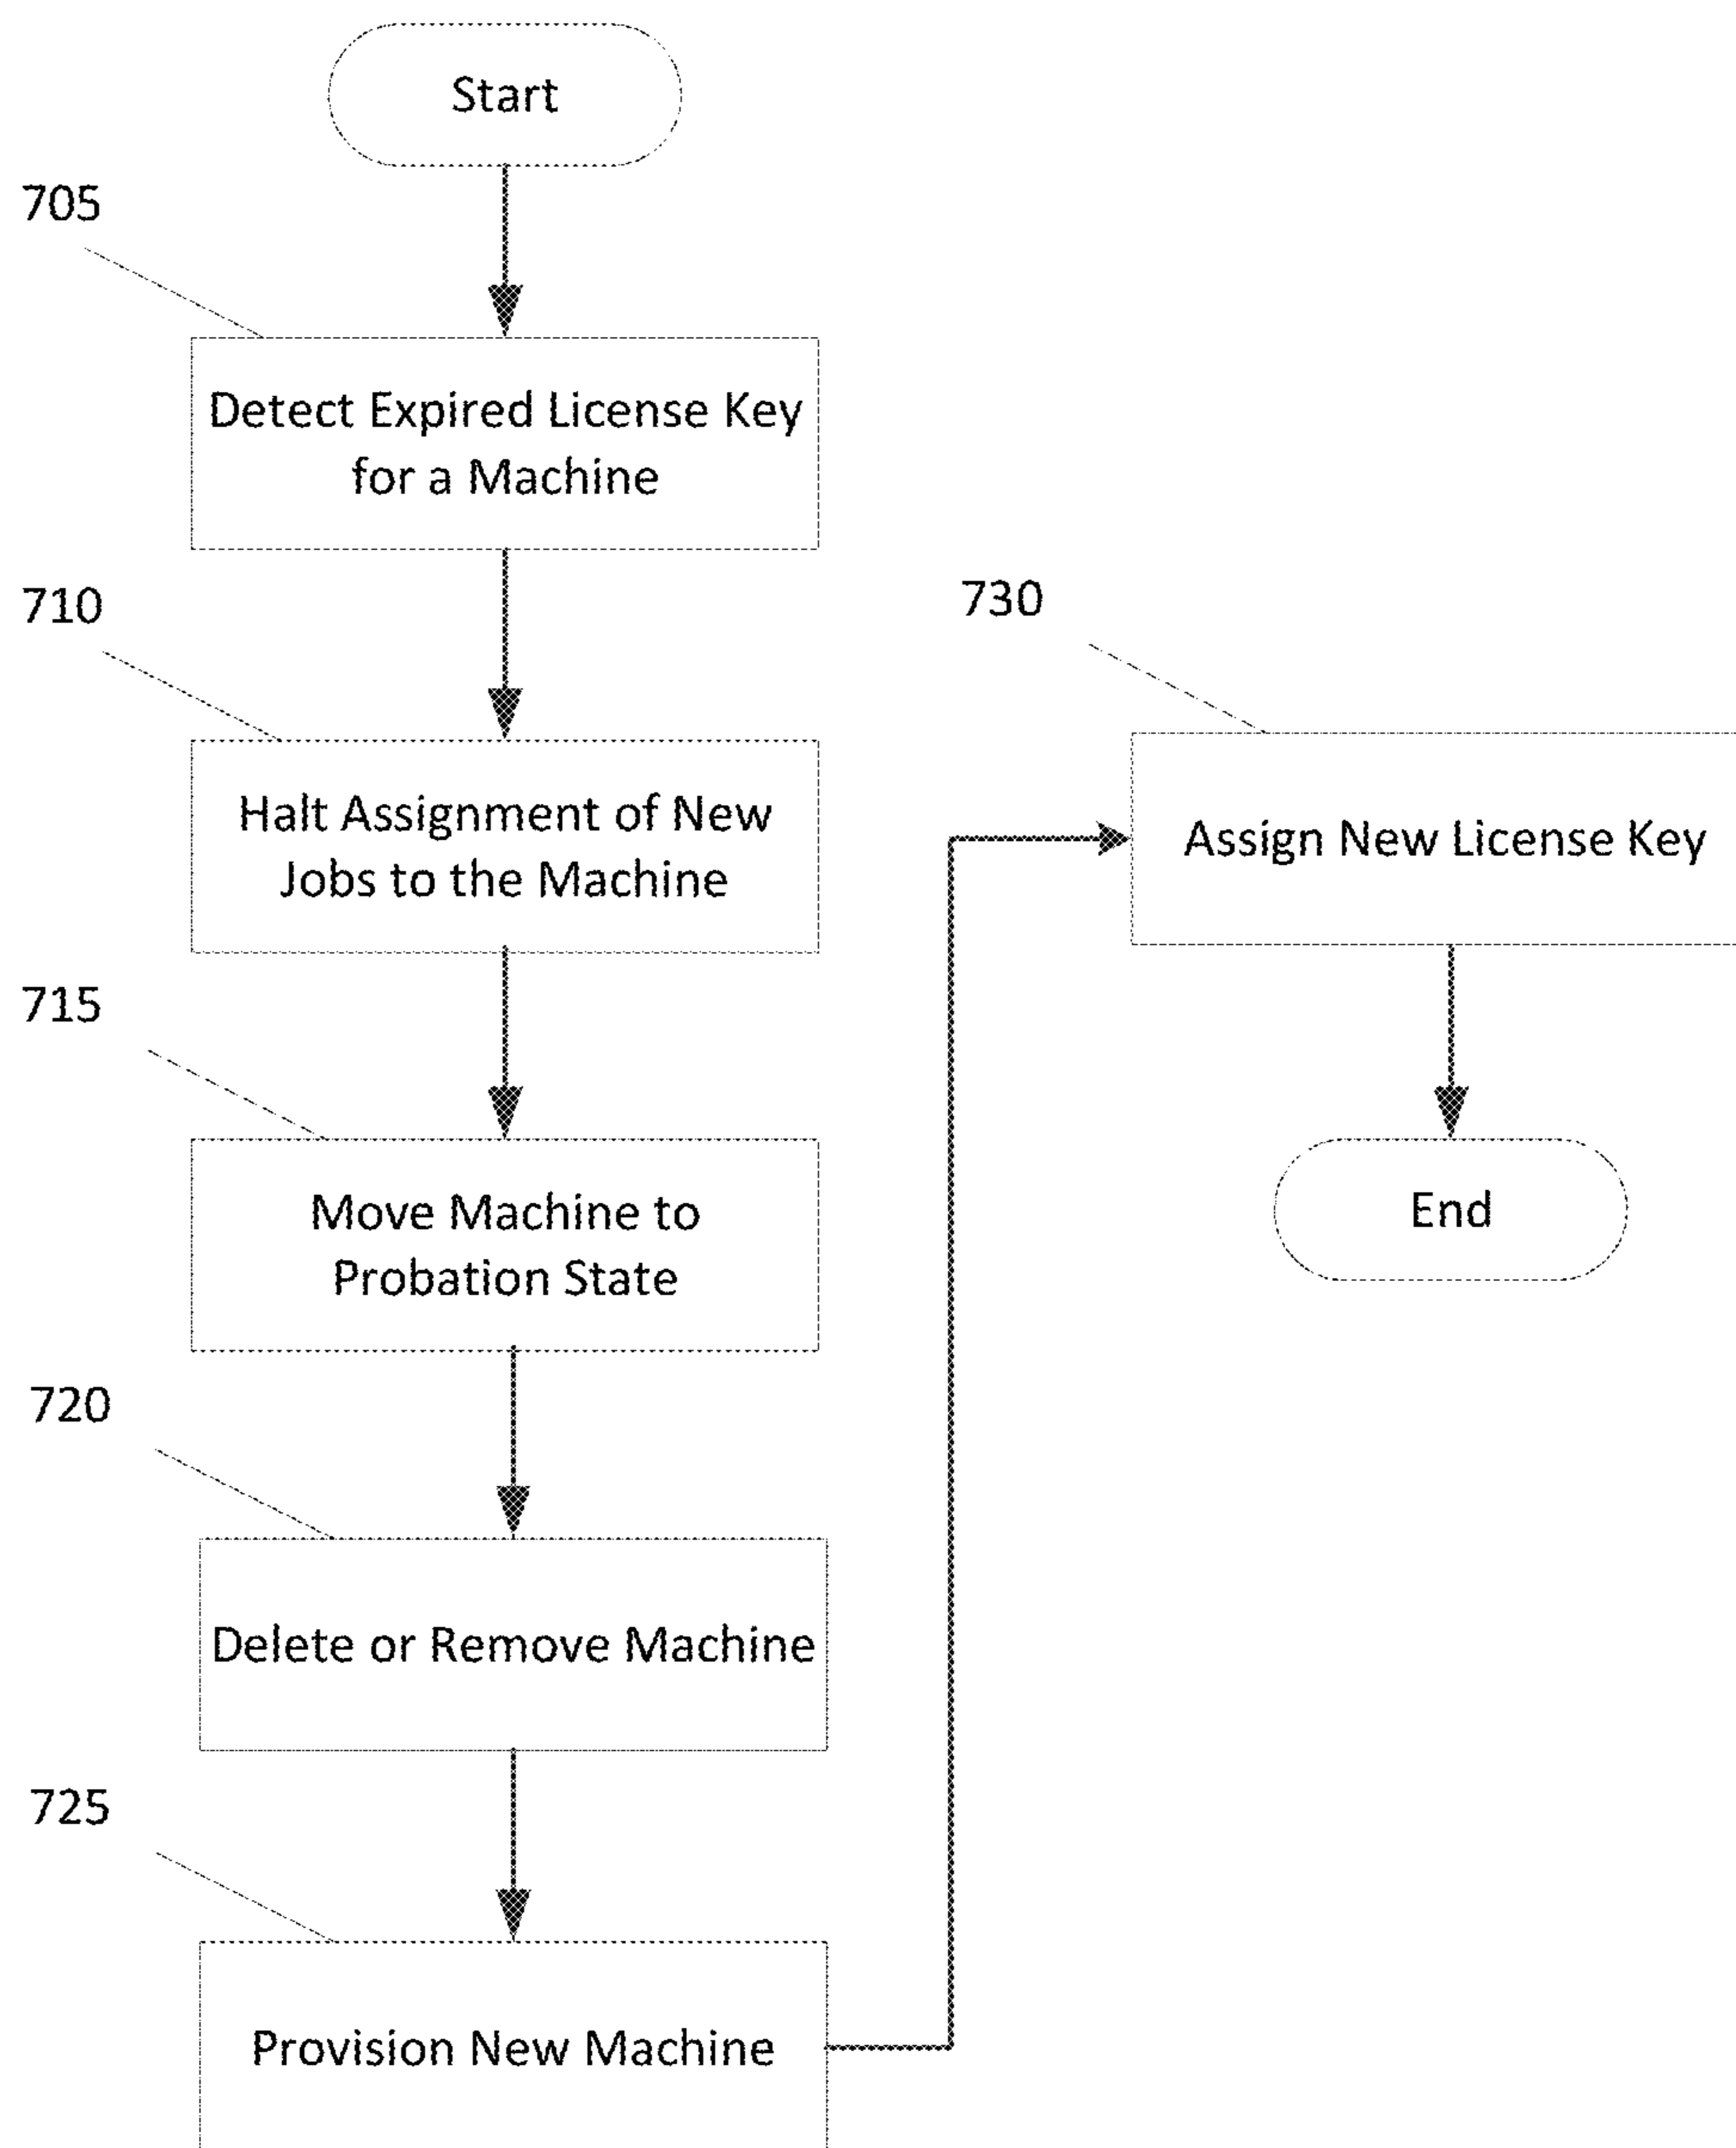 Start
705
Detect Expired License Key
for a Machine
710
Halt Assignment of New
Jobs to the Machine
715
Move Machine to
Probation State
720
Delete or Remove Machine
725
Provision New Machine
730
Assign New License Key
End